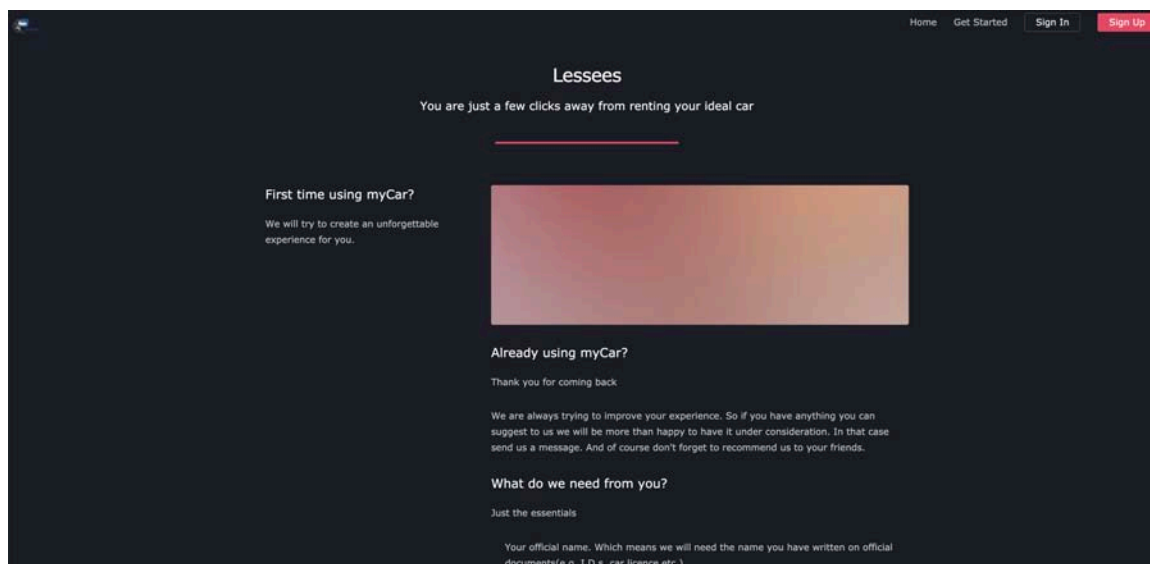 Home Get Started Sign In Sign Up
Lessees
You are just a few clicks away from renting your ideal car
First time using myCar?
We will try to create an unforgettable
experience for you.
Already using myCar?
Thank you for coming back
We are always trying to improve your experience. So if you have anything you can
suggest to us we will be more than happy to have it under consideration. In that case
send us a message. And of course don't forget to recommend us to your friends.
What do we need from you?
Just the essentials
Your official name. Which means we will need the name you have written on official
documents(e.g. I.D.s, car licence etc.)